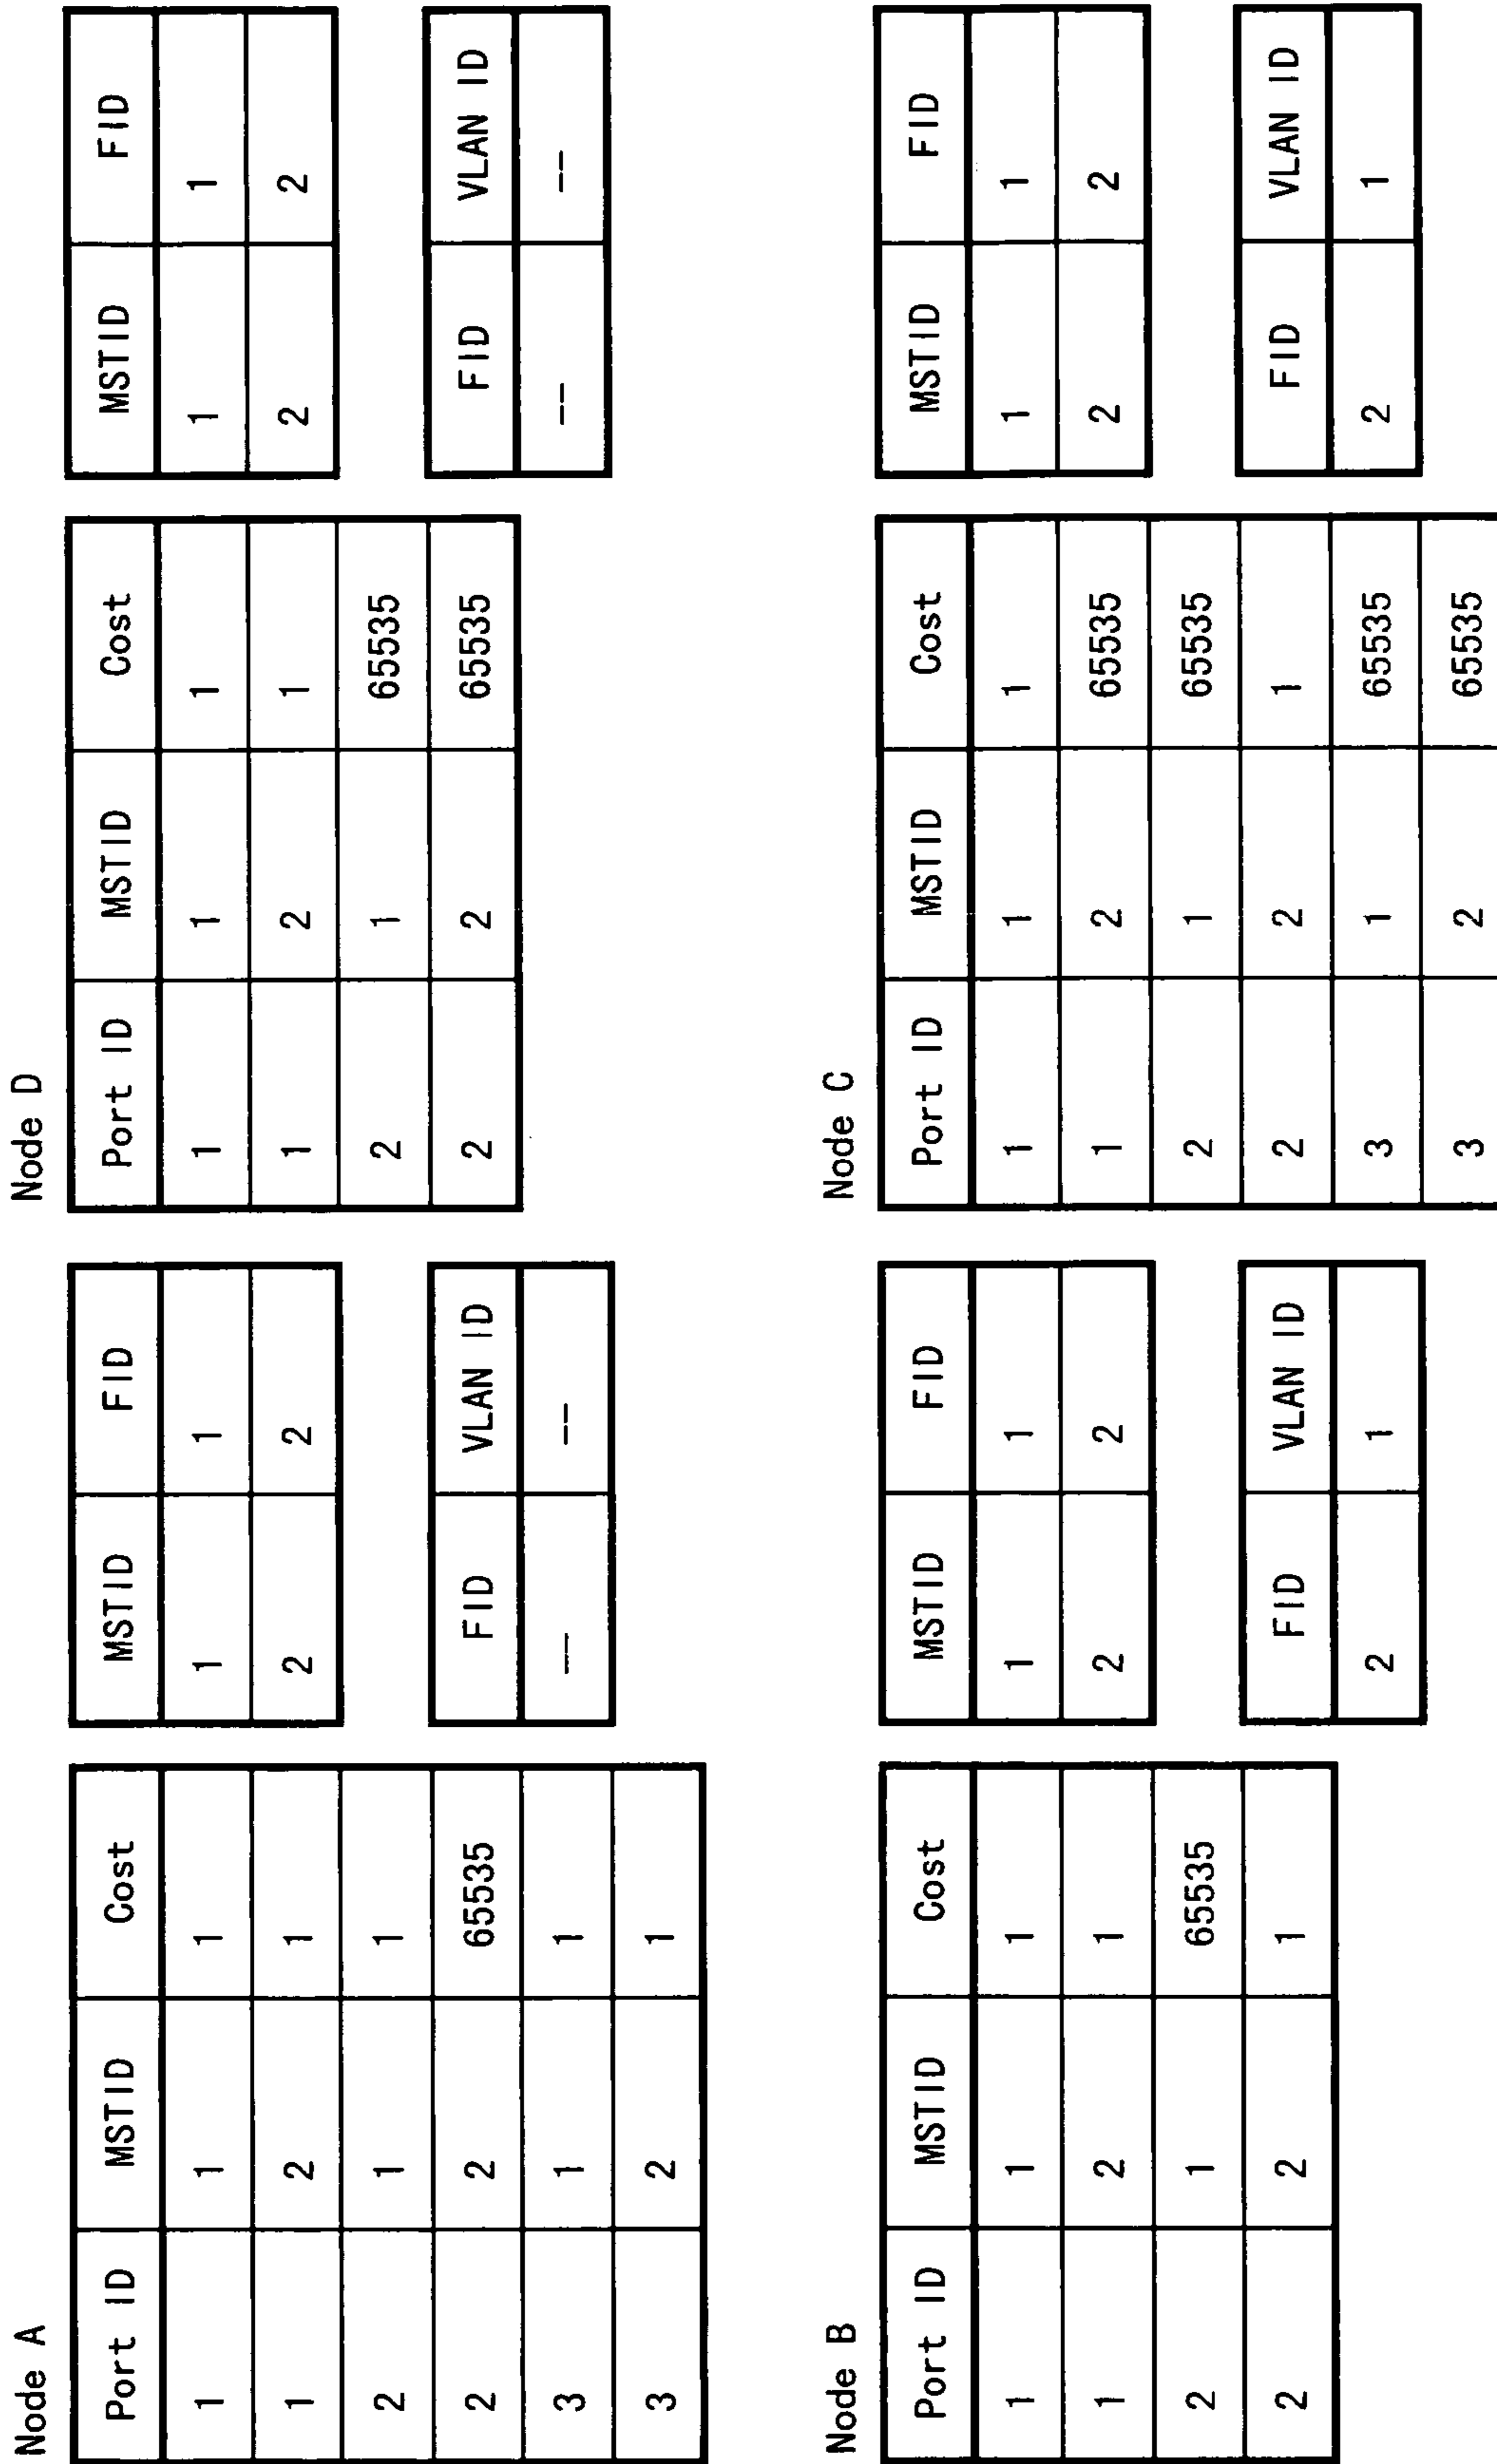 Node A
Port ID MSTID Cost
1 1 1
1 2 1
2 1 1
2 2 65535
3 1 1
3 2 1
MSTID FID
1 1
2 2
FID VLAN ID
-- --
Node D
Port ID MSTID Cost
1 1 1
1 2 1
2 1 65535
2 2 65535
MSTID FID
1 1
2 2
FID VLAN ID
-- --
Node B
Port ID MSTID Cost
1 1 1
1 2 1
2 1 65535
2 2 1
MSTID FID
1 1
2 2
FID VLAN ID
2 1
Node C
Port ID MSTID Cost
1 1 1
1 2 65535
2 1 65535
2 2 1
3 1 65535
3 2 65535
MSTID FID
1 1
2 2
FID VLAN ID
2 1